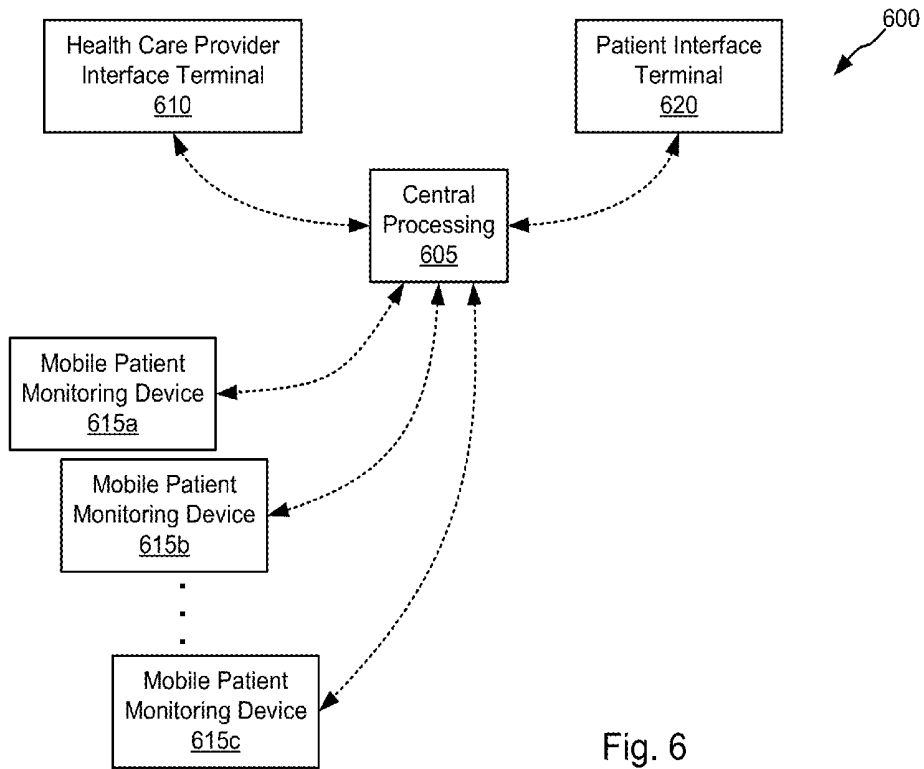 600
Health Care Provider
Interface Terminal
610
Patient Interface
Terminal
620
Central
Processing
605
Mobile Patient
Monitoring Device
615a
Mobile Patient
Monitoring Device
615b
Mobile Patient
Monitoring Device
615c
Fig. 6